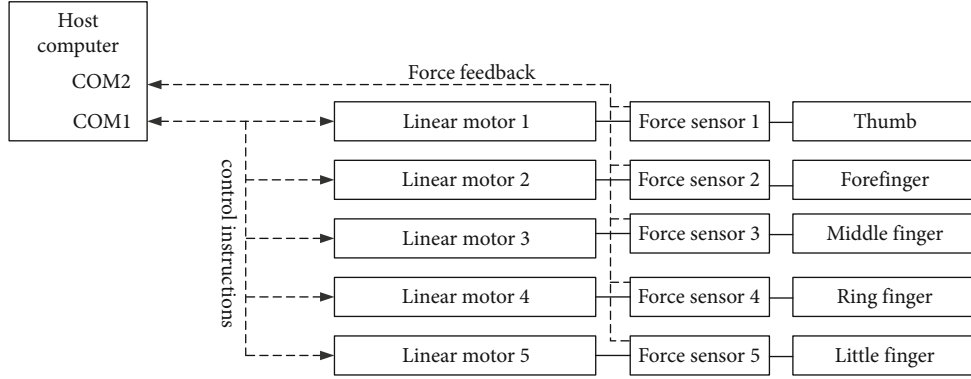 Host
computer
COM2
Force feedback
COM1
Linear motor 1
Force sensor 1
Thumb
control instructions
Linear motor 2
Force sensor 2
Forefinger
Linear motor 3
Force sensor 3
Middle finger
Linear motor 4
Force sensor 4
Ring finger
Linear motor 5
Force sensor 5
Little finger